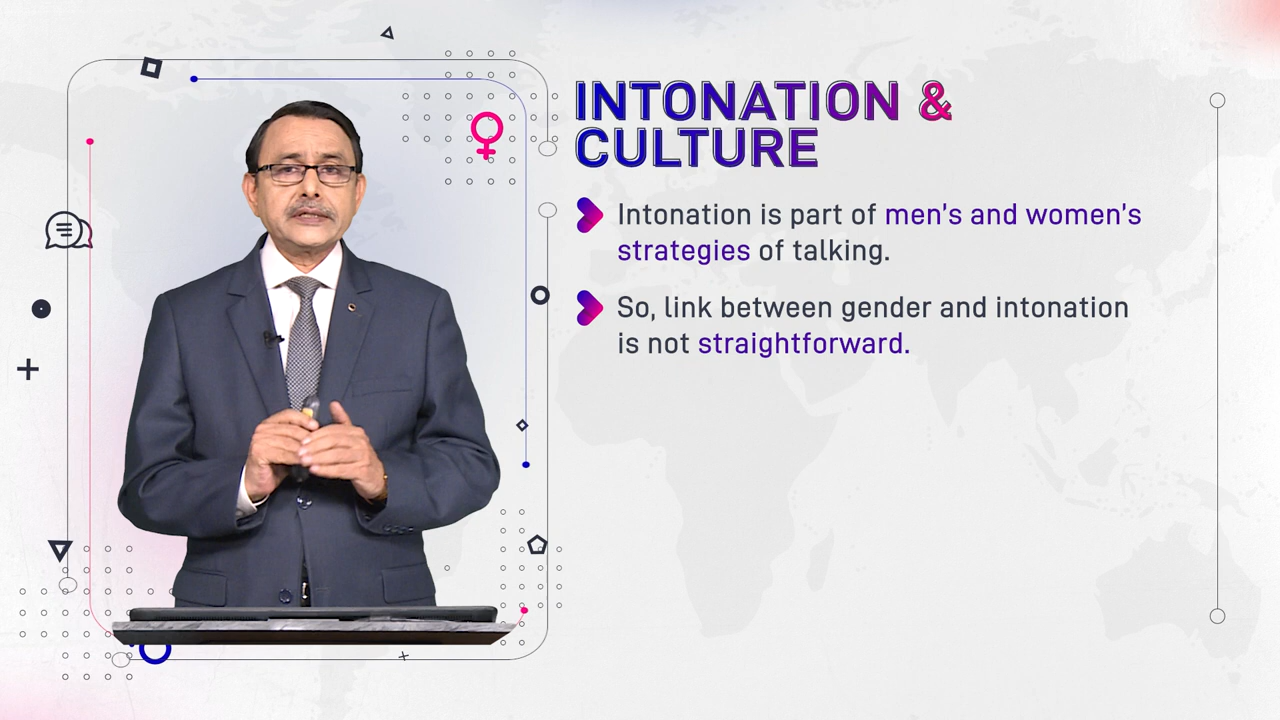 INTONATION &
CULTURE
Intonation is part of men's and women's
strategies of talking.
So, link between gender and intonation
is not straightforward.